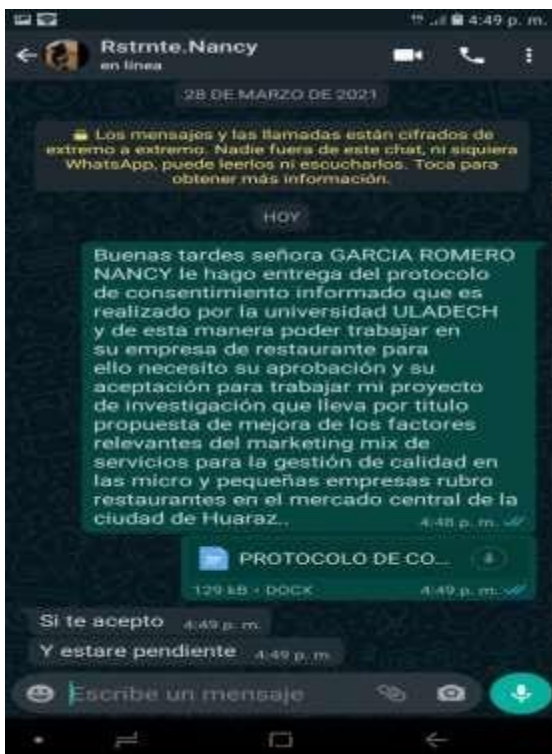 4:49 p. m.
Rstrnte.Nancy
en línea
28 DE MARZO DE 2021
Los mensajes y las llamadas están cifrados de
extremo a extremo. Nadie fuera de este chat, ni siquiera
WhatsApp, puede leerlos ni escucharlos. Toca para
obtener más información.
HOY
Buenas tardes señora GARCIA ROMERO
NANCY le hago entrega del protocolo
de consentimiento informado que es
realizado por la universidad ULADECH
y de esta manera poder trabajar en
su empresa de restaurante para
ello necesito su aprobación y su
aceptación para trabajar mi proyecto
de investigación que lleva por titulo
propuesta de mejora de los factores
relevantes del marketing mix de
servicios para la gestión de calidad en
las micro y pequeñas empresas rubro
restaurantes en el mercado central de la
ciudad de Huaraz..
4:48 p. m.
PROTOCOLO DE CO...
129 kB • DOCX
4:49 p. m.
Si te acepto
4:49 p. m.
Y estare pendiente
4:49 p. m.
Escribe un mensaje